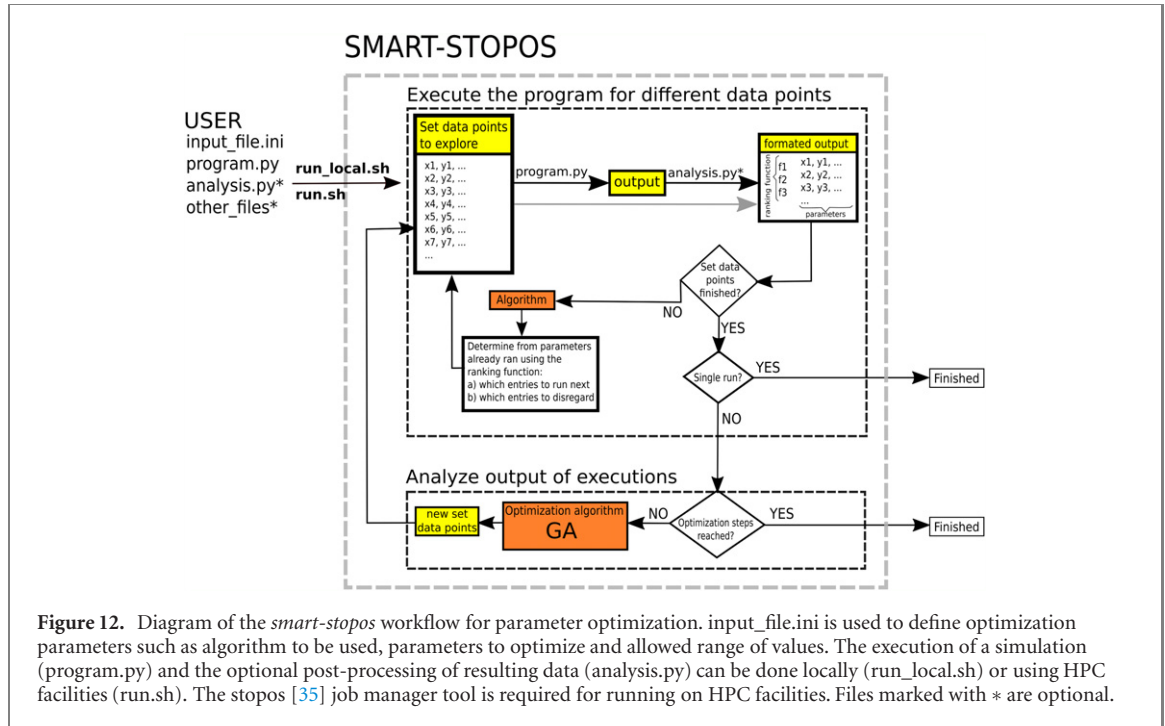 SMART-STOPOS
Execute the program for different data points
USER
input_file.ini
program.py
analysis.py*
other_files*
run_local.sh
run.sh
Set data points
to explore
x1, y1, ...
x2, y2, ...
x3, y3, ...
x4, y4, ...
x5, y5, ...
x6, y6, ...
x7, y7, ...
...
program.py
output
analysis.py*
formated output
ranking function
f1
f2
f3
x1, y1, ...
x2, y2, ...
x3, y3, ...
...
parameters
Set data
points
finished?
NO
YES
Algorithm
Determine from parameters
already ran using the
ranking function:
a) which entries to run next
b) which entries to disregard
Single run?
YES
Finished
NO
Analyze output of executions
new set
data points
Optimization algorithm
GA
NO
Optimization steps
reached?
YES
Finished
Figure 12. Diagram of the smart-stopos workflow for parameter optimization. input_file.ini is used to define optimization
parameters such as algorithm to be used, parameters to optimize and allowed range of values. The execution of a simulation
(program.py) and the optional post-processing of resulting data (analysis.py) can be done locally (run_local.sh) or using HPC
facilities (run.sh). The stopos [35] job manager tool is required for running on HPC facilities. Files marked with * are optional.